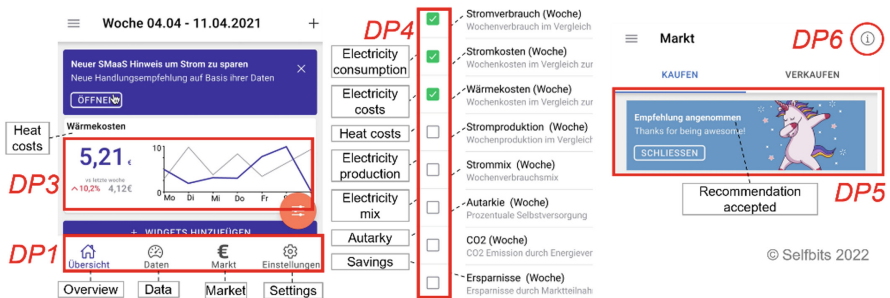 Woche 04.04 - 11.04.2021 +
Neuer SMaaS Hinweis um Strom zu sparen
Neue Handlungsempfehlung auf Basis ihrer Daten
ÖFFNEN
Heat
costs
Wärmekosten
5,21 €
vs letzte woche
10,2% 4,12€
10
5
0
Mo Di Mi Do Fr
DP3
+ WIDGETS HINZUFÜGEN
DP1
Übersicht
Daten
€
Markt
Einstellungen
Overview
Data
Market
Settings
DP4
Electricity
consumption
Electricity
costs
Heat costs
Electricity
production
Electricity
mix
Autarky
Savings
Stromverbrauch (Woche)
Wochenverbrauch im Vergleich
Stromkosten (Woche)
Wochenkosten im Vergleich zur
Wärmekosten (Woche)
Wochenkosten im Vergleich zur
Stromproduktion (Woche)
Wochenproduktion im Vergleich
Strommix (Woche)
Wochenverbrauchsmix
Autarkie (Woche)
Prozentuale Selbstversorgung
CO2 (Woche)
CO2 Emission durch Energiever
Ersparnisse (Woche)
Ersparnisse durch Marktteilnah
Markt
DP6
i
KAUFEN
VERKAUFEN
Empfehlung angenommen
Thanks for being awesome!
SCHLIESSEN
DP5
Recommendation
accepted
© Selfbits 2022